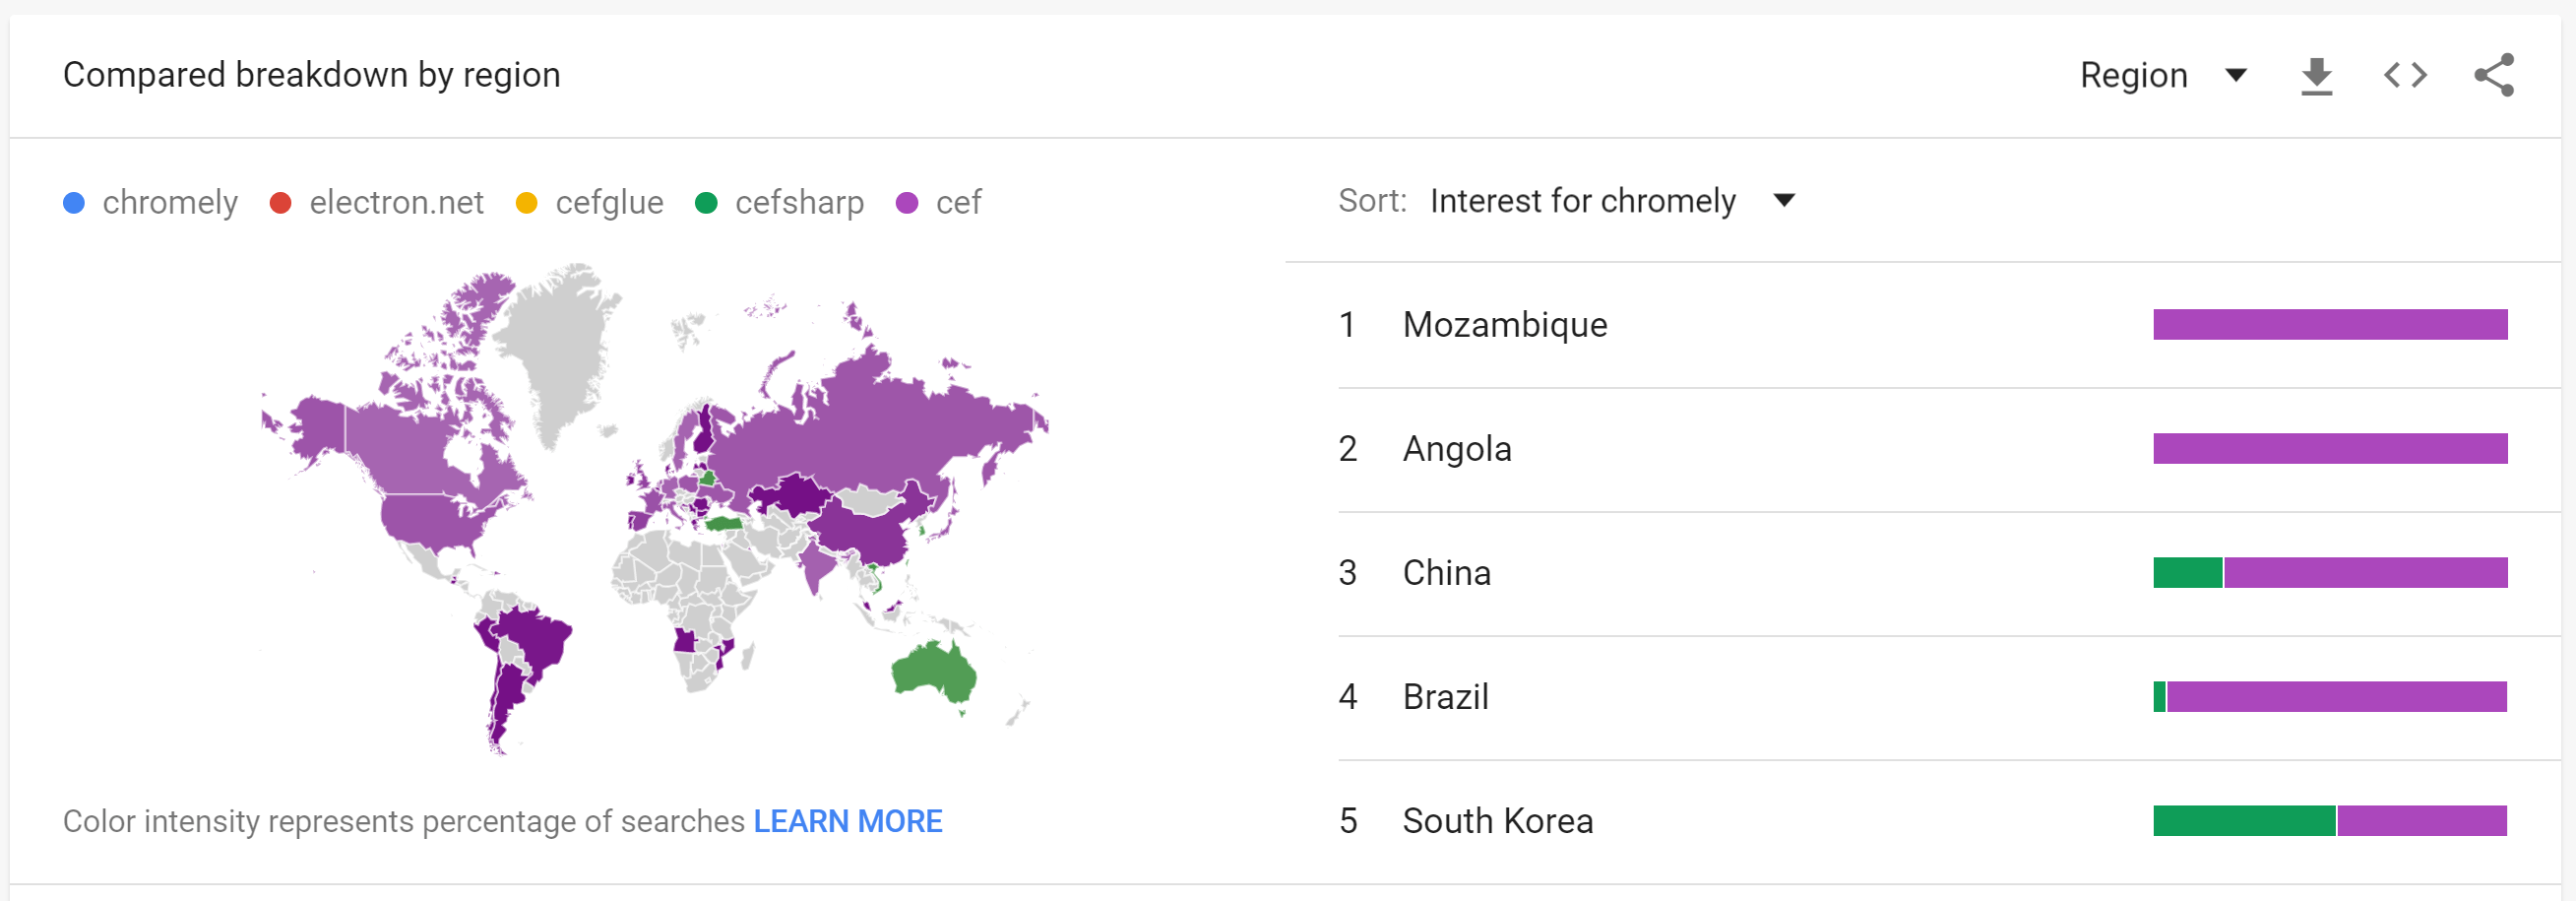 Compared breakdown by region
Region
chromely electron.net cefglue cefsharp cef
Sort: Interest for chromely
1 Mozambique
2 Angola
3 China
4 Brazil
5 South Korea
Color intensity represents percentage of searches LEARN MORE